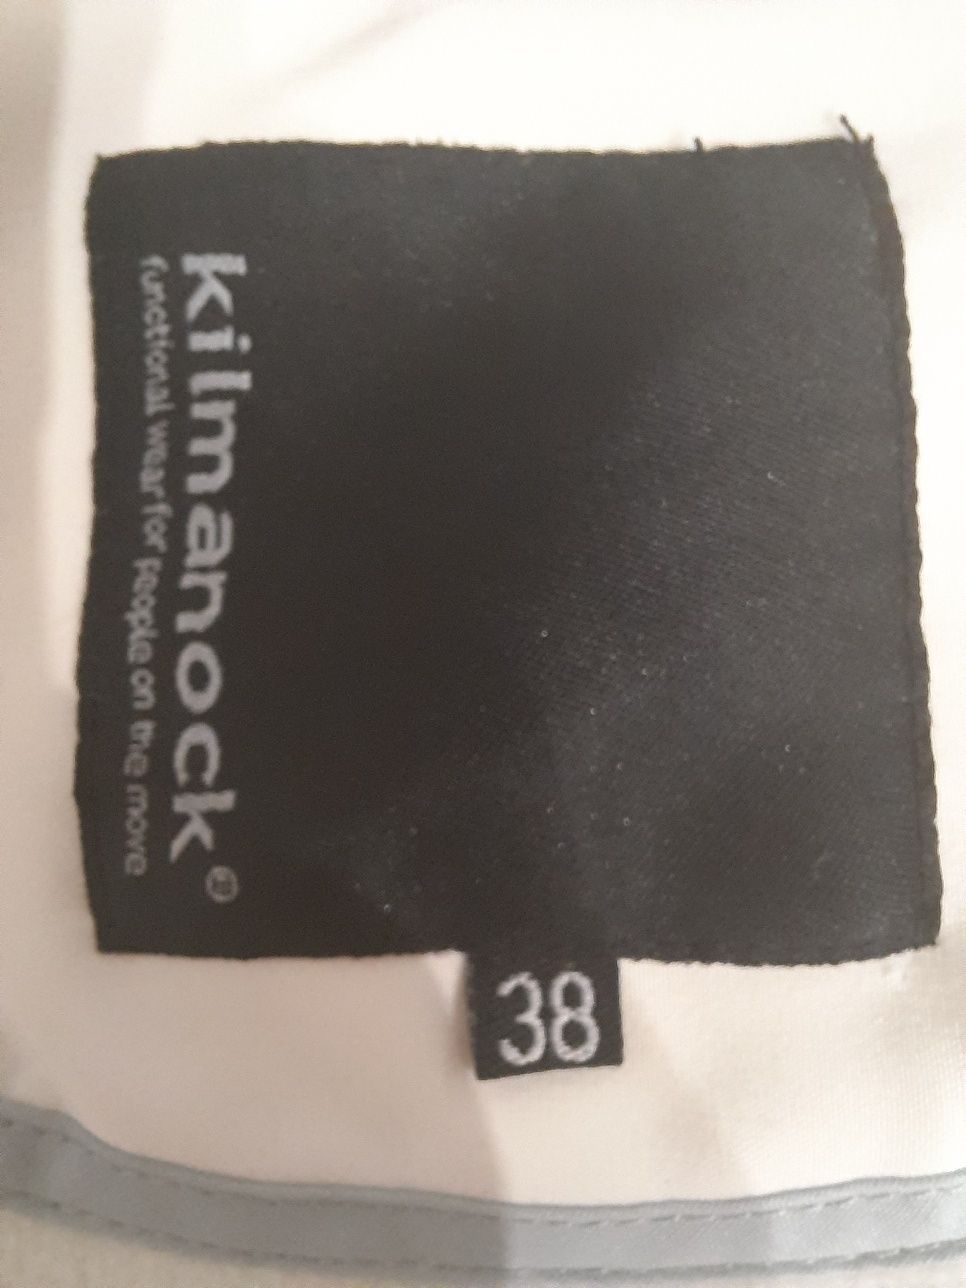 kilmanock®
functional wear for people on the move
38